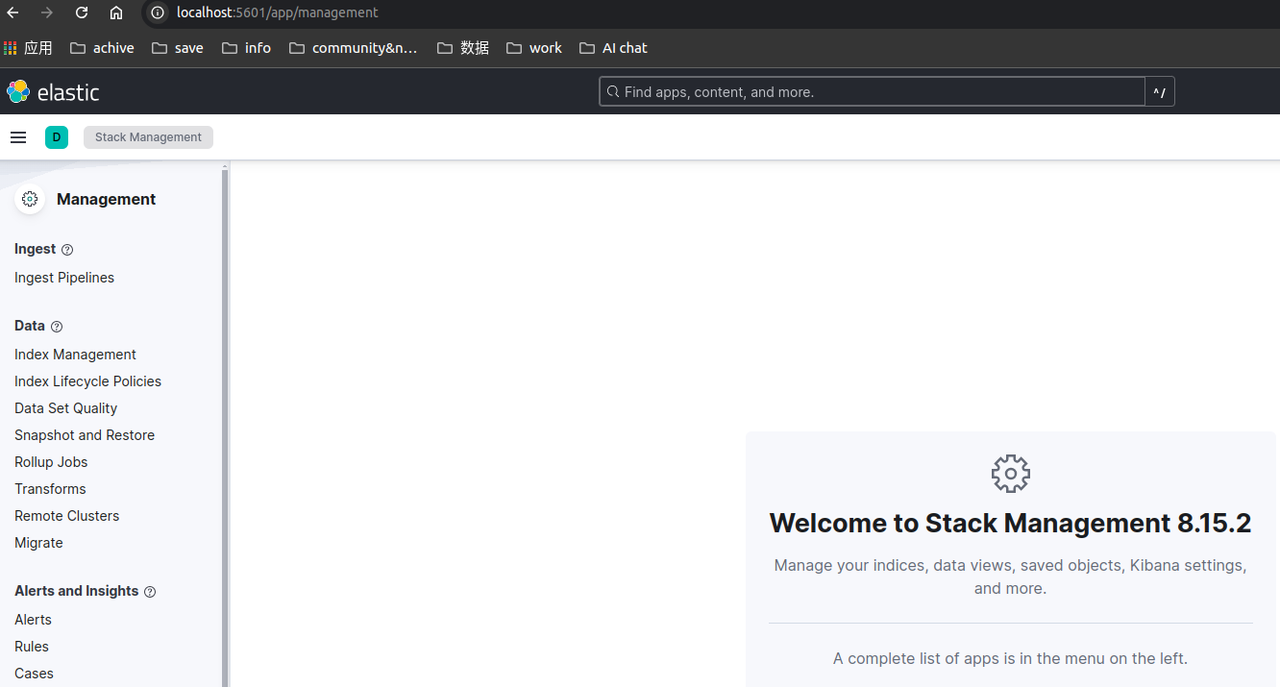 localhost:5601/app/management
应用 achive save info community&n... 数据 work AI chat
elastic
Find apps, content, and more.
^/
D Stack Management
Management
Ingest
Ingest Pipelines
Data
Index Management
Index Lifecycle Policies
Data Set Quality
Snapshot and Restore
Rollup Jobs
Transforms
Remote Clusters
Migrate
Alerts and Insights
Alerts
Rules
Cases
Welcome to Stack Management 8.15.2
Manage your indices, data views, saved objects, Kibana settings,
and more.
A complete list of apps is in the menu on the left.